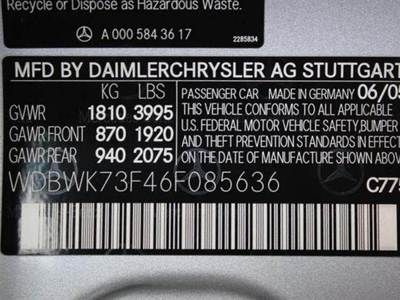 Recycle or Dispose as Hazardous Waste.
A 000 584 36 17
2285834
MFD BY DAIMLERCHRYSLER AG STUTTGART
KG LBS PASSENGER CAR MADE IN GERMANY 06/05
GVWR 1810 3995 THIS VEHICLE CONFORMS TO ALL APPLICABLE
GAWR FRONT 870 1920 U.S. FEDERAL MOTOR VEHICLE SAFETY, BUMPER
GAWR REAR 940 2075 AND THEFT PREVENTION STANDARDS IN EFFECT
ON THE DATE OF MANUFACTURE SHOWN ABOVE.
WDBWK73F46F085636 C775